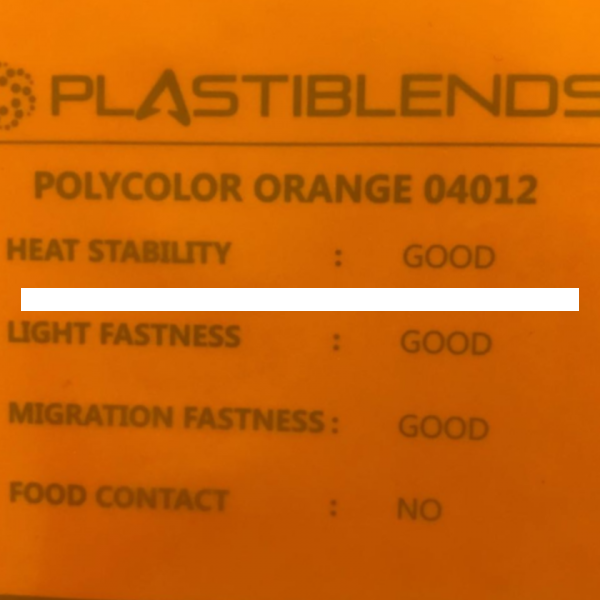 PLASTIBLENDS
POLYCOLOR ORANGE 04012
HEAT STABILITY : GOOD
LIGHT FASTNESS : GOOD
MIGRATION FASTNESS : GOOD
FOOD CONTACT : NO